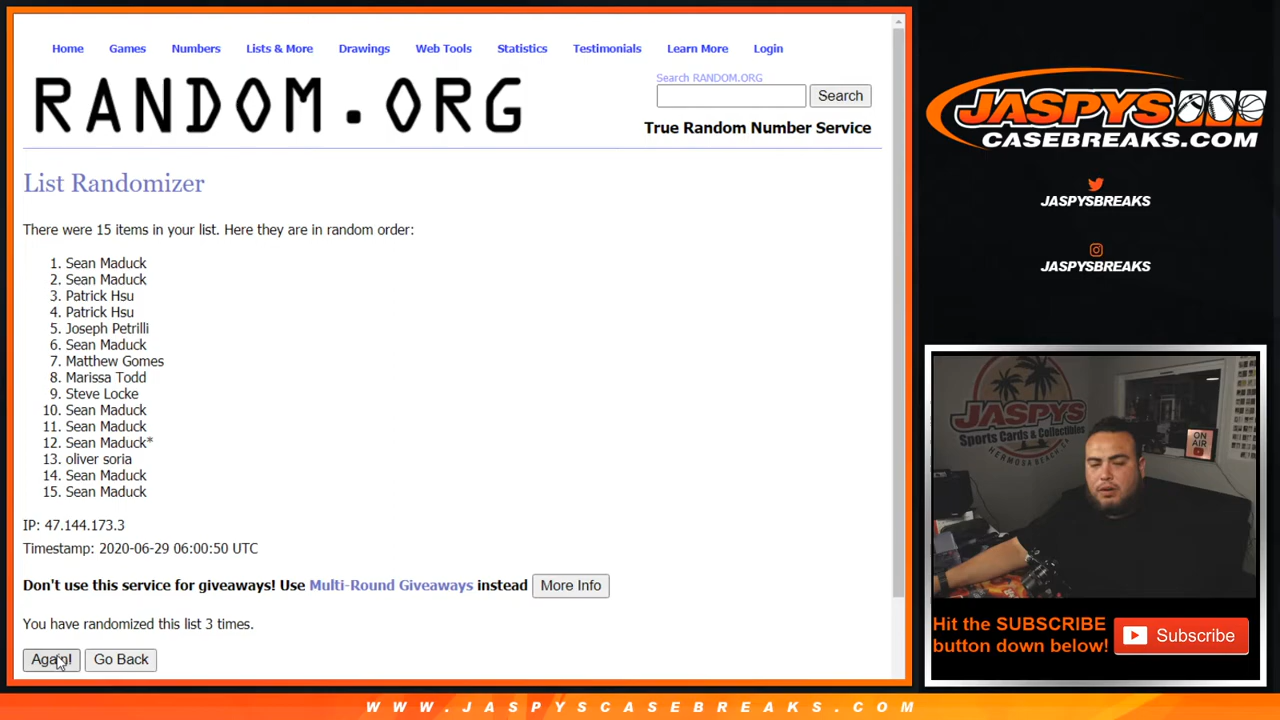 Home Games Numbers Lists & More Drawings Web Tools Statistics Testimonials Learn More Login
RANDOM.ORG
Search RANDOM.ORG
Search
True Random Number Service
List Randomizer
There were 15 items in your list. Here they are in random order:
1. Sean Maduck
2. Sean Maduck
3. Patrick Hsu
4. Patrick Hsu
5. Joseph Petrilli
6. Sean Maduck
7. Matthew Gomes
8. Marissa Todd
9. Steve Locke
10. Sean Maduck
11. Sean Maduck
12. Sean Maduck*
13. oliver soria
14. Sean Maduck
15. Sean Maduck
IP: 47.144.173.3
Timestamp: 2020-06-29 06:00:50 UTC
Don't use this service for giveaways! Use Multi-Round Giveaways instead More Info
You have randomized this list 3 times.
Again! Go Back
JASPYS
CASEBREAKS.COM
JASPYSBREAKS
JASPYSBREAKS
JASPYS
Sports Cards & Collectibles
HERMOSA BEACH, CA
ON
AIR
Hit the SUBSCRIBE
button down below!
Subscribe
WWW.JASPYSCASEBREAKS.COM